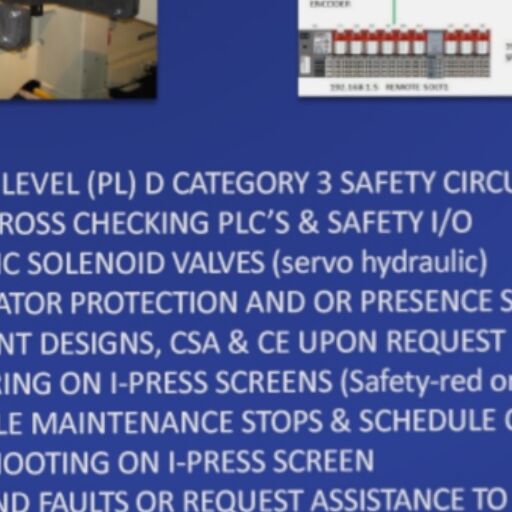 ENCODER
192.168.1.5 REMOTE SLOT1
LEVEL (PL) D CATEGORY 3 SAFETY CIRCU
ROSS CHECKING PLC'S & SAFETY I/O
IC SOLENOID VALVES (servo hydraulic)
ATOR PROTECTION AND OR PRESENCE S
NT DESIGNS, CSA & CE UPON REQUEST
RING ON I-PRESS SCREENS (Safety-red or
LE MAINTENANCE STOPS & SCHEDULE C
HOOTING ON I-PRESS SCREEN
ND FAULTS OR REQUEST ASSISTANCE TO